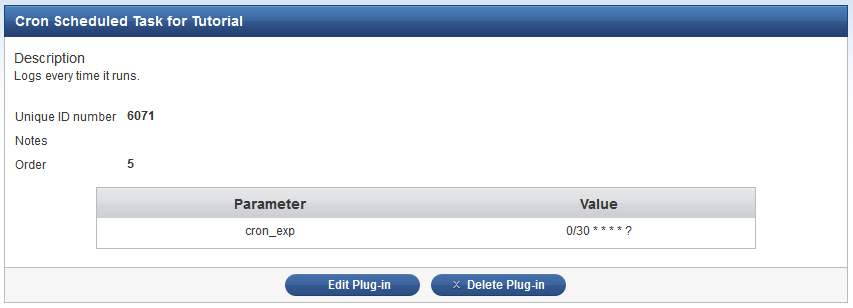 Cron Scheduled Task for Tutorial
Description
Logs every time it runs.
Unique ID number 6071
Notes
Order 5
Parameter Value
cron_exp 0/30 * * * * ?
Edit Plug-in x Delete Plug-in